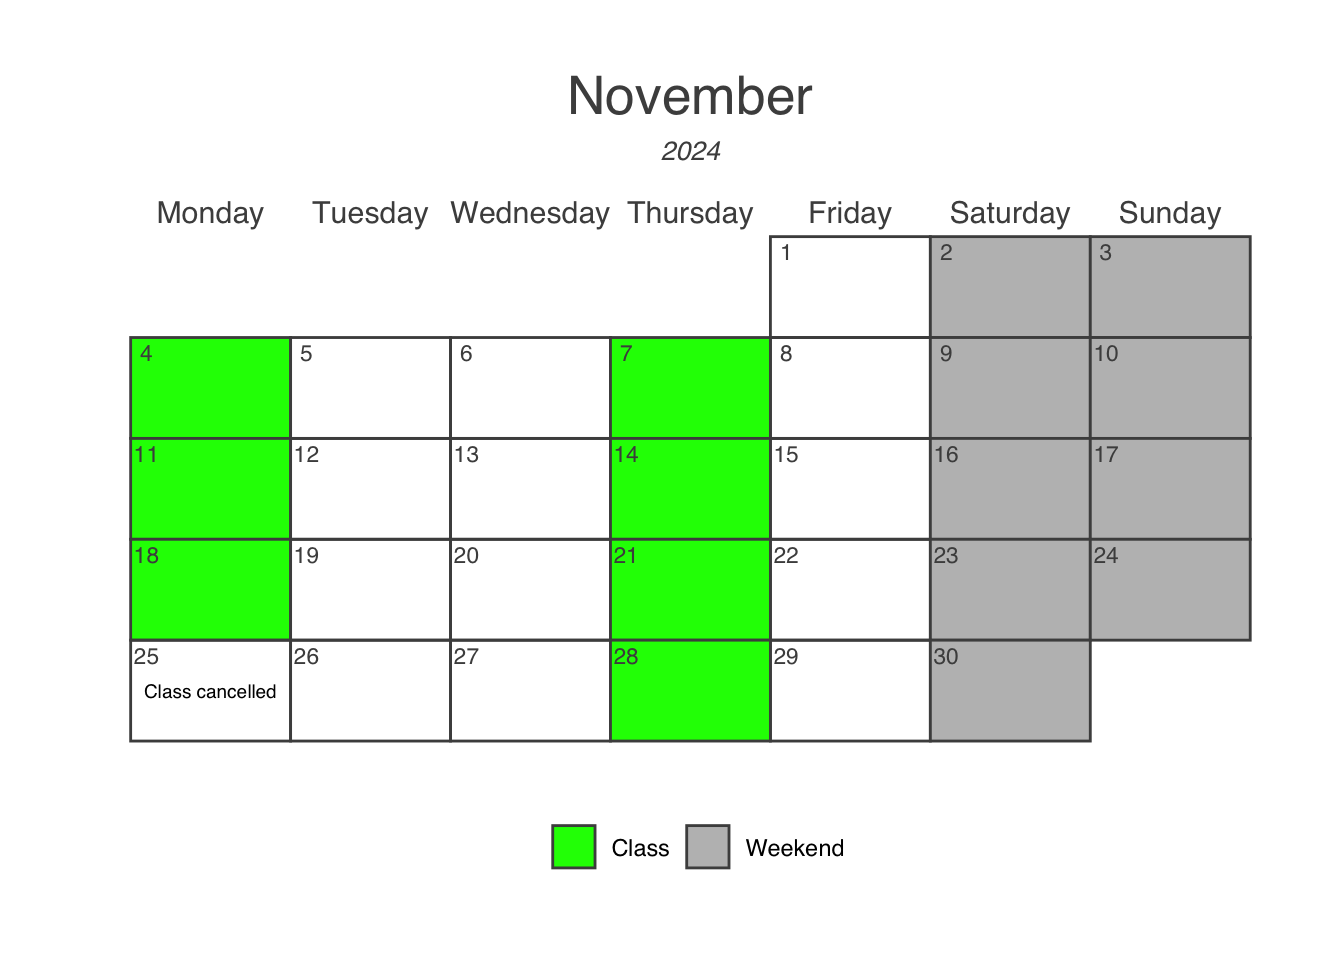 November
2024
Monday Tuesday Wednesday Thursday Friday Saturday Sunday
1 2 3
4 5 6 7 8 9 10
11 12 13 14 15 16 17
18 19 20 21 22 23 24
25 26 27 28 29 30
Class cancelled
Class Weekend